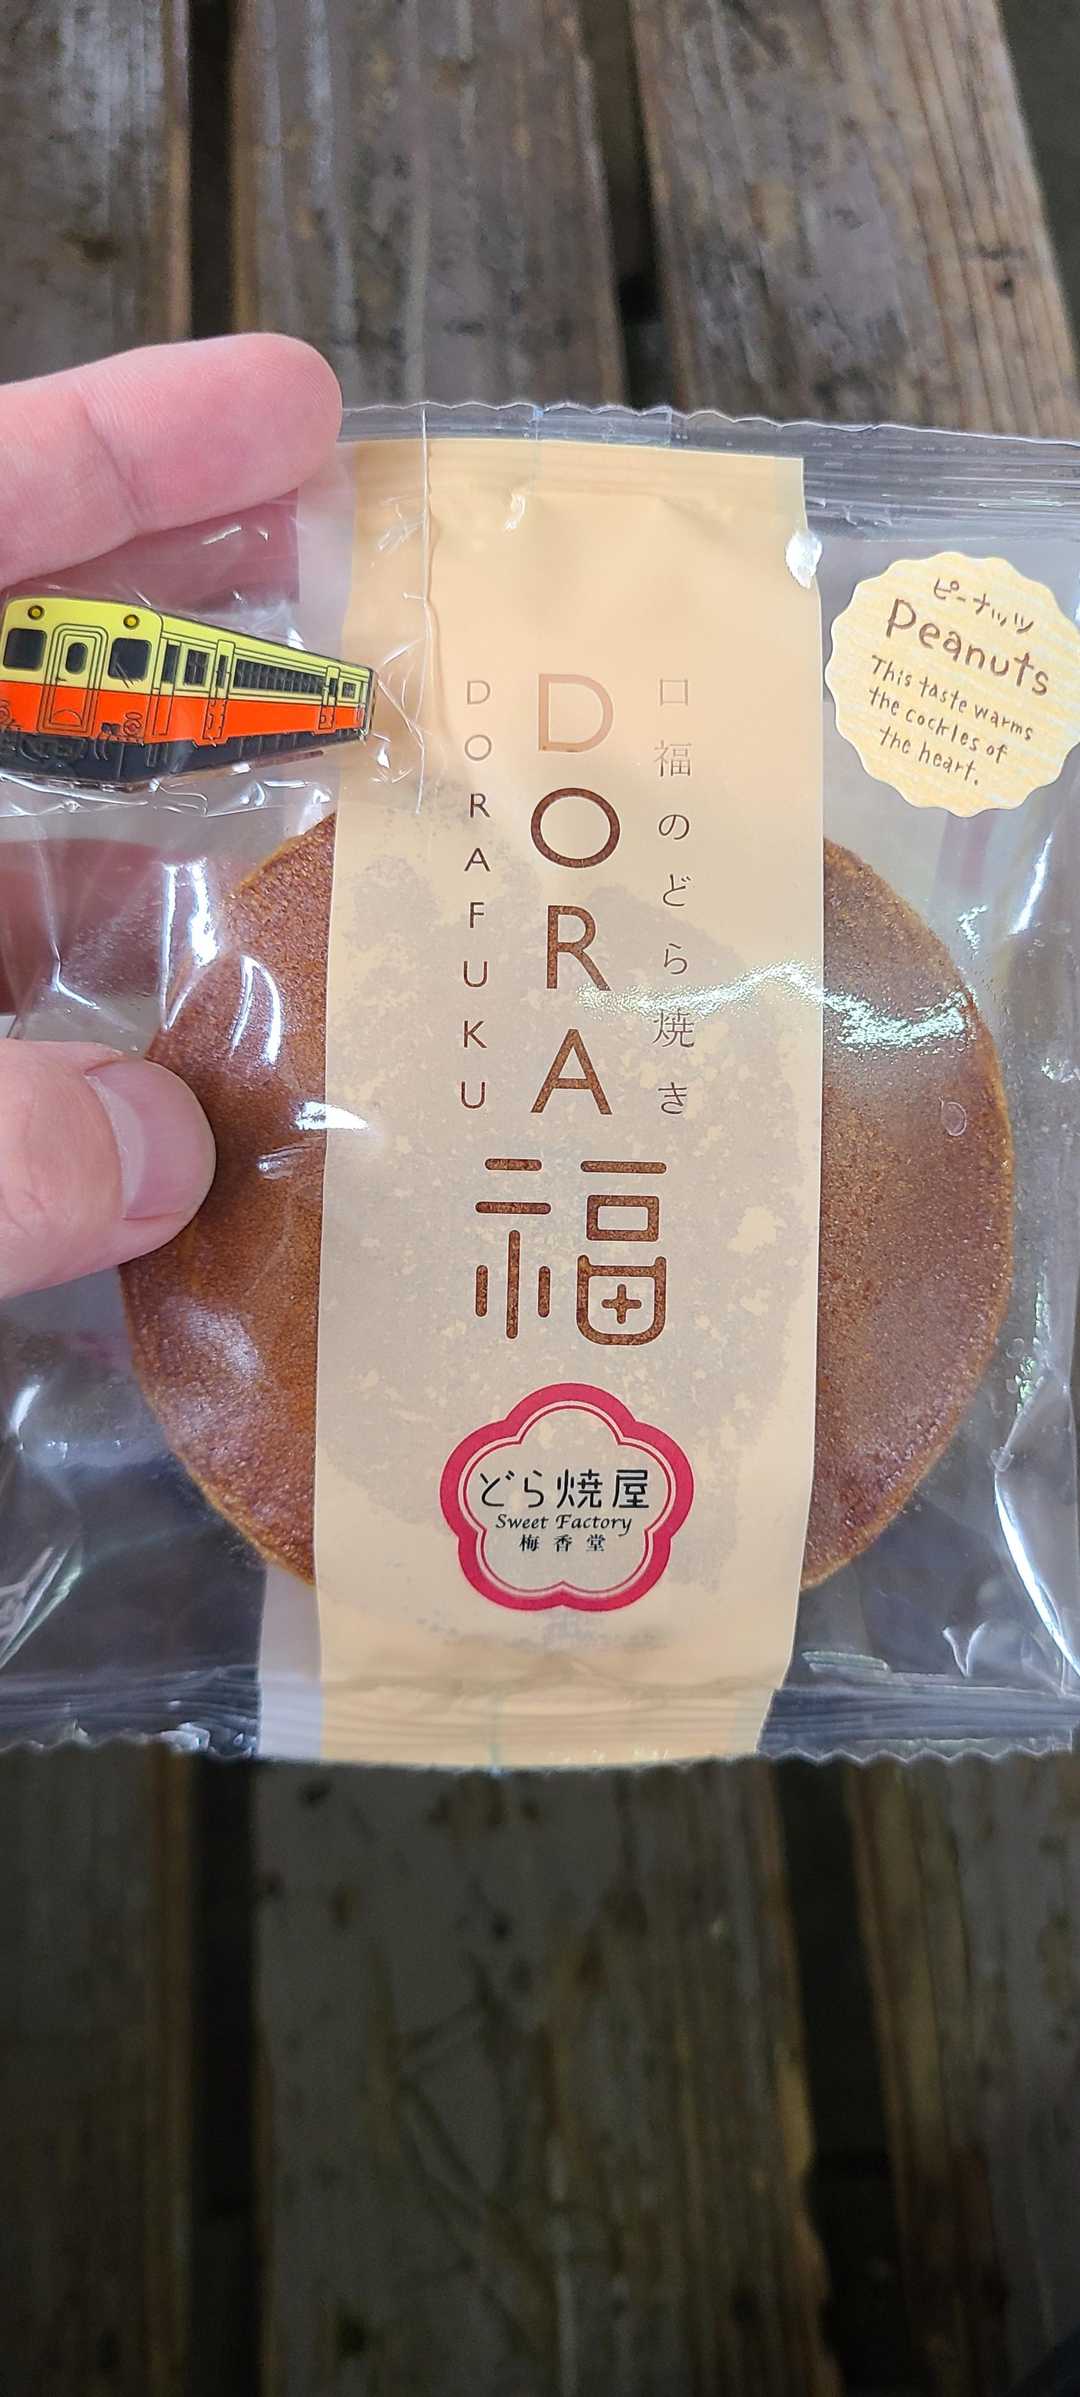 ピーナッツ
Peanuts
This taste warms
the cockles of
the heart.
口福のどら焼き
DORA福
DORAFUKU
どら焼屋
Sweet Factory
梅香堂